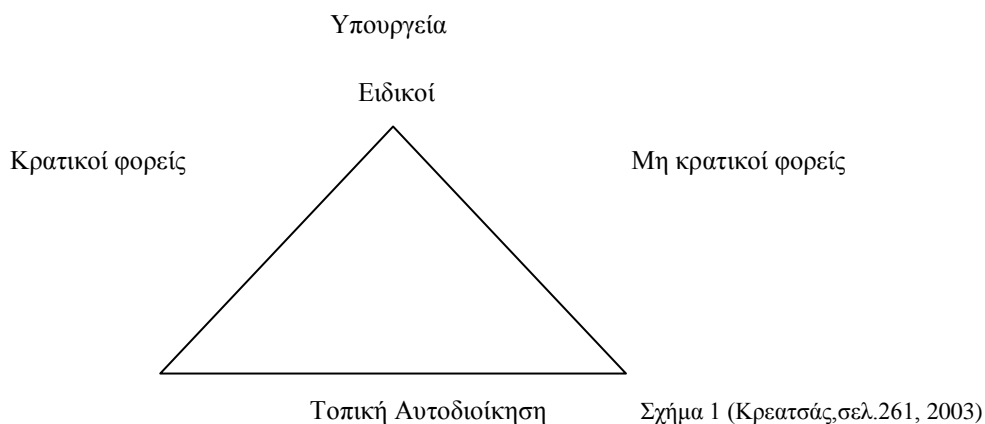 Υπουργεία
Ειδικοί
Κρατικοί φορείς Μη κρατικοί φορείς
Τοπική Αυτοδιοίκηση Σχήμα 1 (Κρεατσάς,σελ.261, 2003)